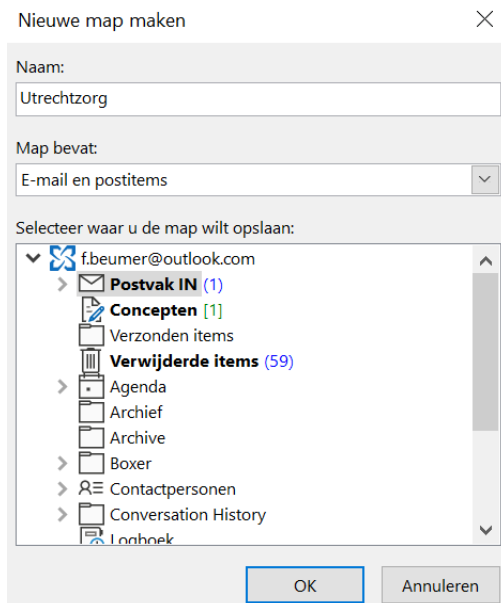 Nieuwe map maken
Naam:
Utrechtzorg
Map bevat:
E-mail en postitems
Selecteer waar u de map wilt opslaan:
f.beumer@outlook.com
Postvak IN (1)
Concepten [1]
Verzonden items
Verwijderde items (59)
Agenda
Archief
Archive
Boxer
Contactpersonen
Conversation History
Logboek
OK Annuleren